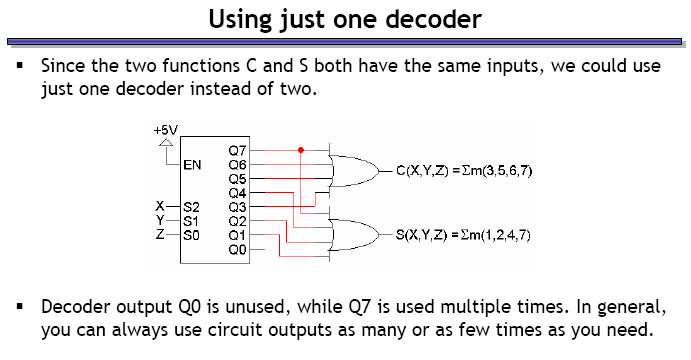 Using just one decoder
▪ Since the two functions C and S both have the same inputs, we could use
just one decoder instead of two.
+5V
EN
Q7
Q6
Q5
Q4
Q3
Q2
Q1
Q0
X
Y
Z
S2
S1
S0
C(X,Y,Z) = Σm(3,5,6,7)
S(X,Y,Z) = Σm(1,2,4,7)
▪ Decoder output Q0 is unused, while Q7 is used multiple times. In general,
you can always use circuit outputs as many or as few times as you need.